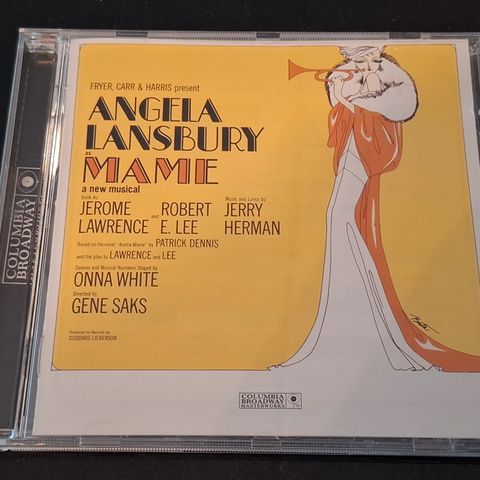 FRYER, CARR & HARRIS present
ANGELA
LANSBURY
as
MAME
a new musical
Book by
JEROME
LAWRENCE and ROBERT
E. LEE
Music and Lyrics by
JERRY
HERMAN
Based on the novel "Auntie Mame" by PATRICK DENNIS
and the play by LAWRENCE and LEE
Dances and Musical Numbers Staged by
ONNA WHITE
Directed by
GENE SAKS
Produced for Records by
GODDARD LIEBERSON
COLUMBIA
BROADWAY
MASTERWORKS
COLUMBIA
BROADWAY
MASTERWORKS